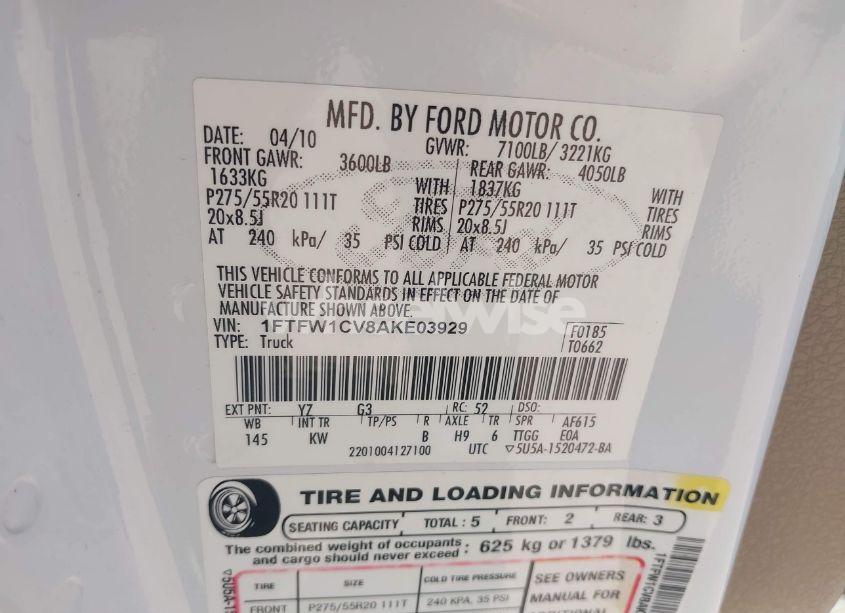 MFD. BY FORD MOTOR CO.
DATE: 04/10 GVWR: 7100LB/ 3221KG
FRONT GAWR: 3600LB REAR GAWR: 4050LB
1633KG WITH 1837KG WITH
P275/55R20 111T TIRES P275/55R20 111T TIRES
20x8.5J RIMS 20x8.5J RIMS
AT 240 kPa/ 35 PSI COLD AT 240 kPa/ 35 PSI COLD
THIS VEHICLE CONFORMS TO ALL APPLICABLE FEDERAL MOTOR
VEHICLE SAFETY STANDARDS IN EFFECT ON THE DATE OF
MANUFACTURE SHOWN ABOVE.
VIN: 1FTFW1CV8AKE03929 F0185
TYPE: Truck T0662
EXT PNT: YZ G3 RC: 52 DSO:
WB INT TR TP/PS R AXLE TR SPR AF615
145 KW B H9 6 TTGG E0A
2201004127100 UTC ▽5U5A-1520472-BA
TIRE AND LOADING INFORMATION
SEATING CAPACITY TOTAL : 5 FRONT: 2 REAR: 3
The combined weight of occupants
and cargo should never exceed : 625 kg or 1379 lbs.
TIRE SIZE COLD TIRE PRESSURE SEE OWNERS
MANUAL FOR
FRONT P275/55R20 111T 240 KPA, 35 PSI